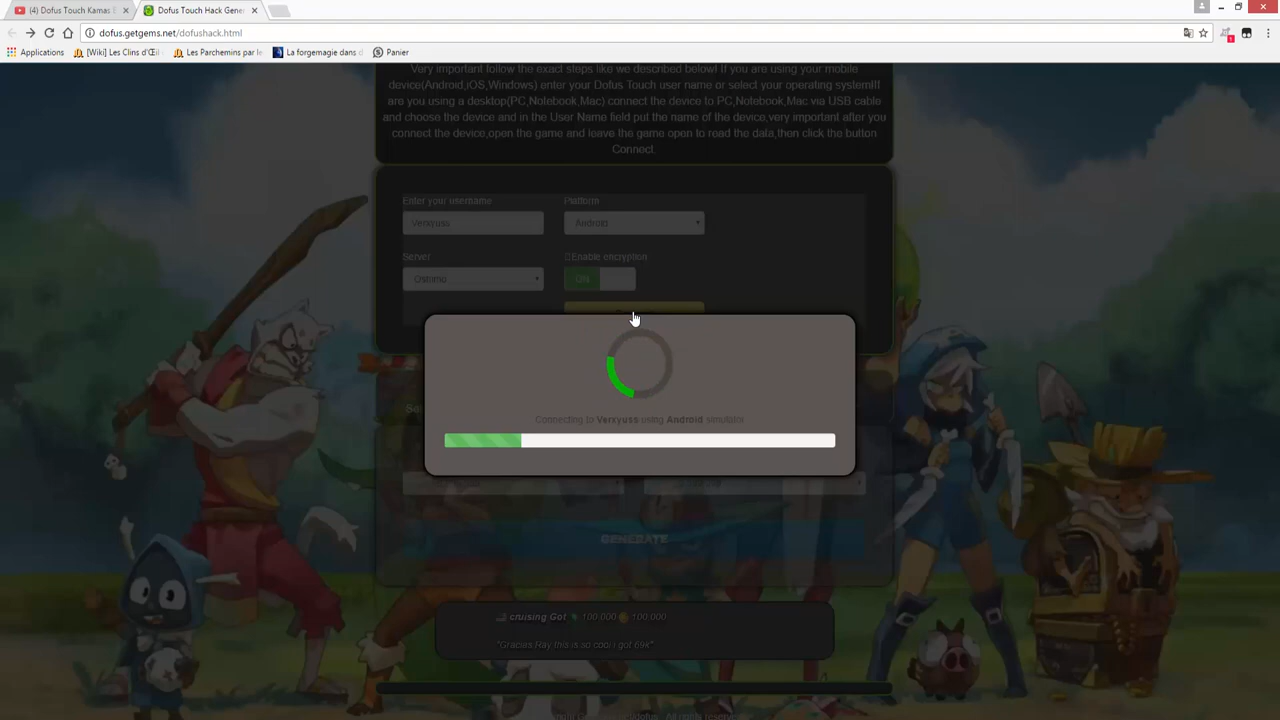 (4) Dofus Touch Kamas
Dofus Touch Hack Gene
dofus.getgems.net/dofushack.html
Applications
[Wiki] Les Clins d'Œil
Les Parchemins par le
La forgemagie dans d
Panier
Very important follow the exact steps like we described below! If you are using your mobile
device(Android,iOS,Windows) enter your Dofus Touch user name or select your operating system!If
are you using a desktop(PC,Notebook,Mac) connect the device to PC,Notebook,Mac via USB cable
and choose the device and in the User Name field put the name of the device,very important after you
connect the device,open the game and leave the game open to read the data,then click the button
Connect.
Enter your username
Platform
Verxyuss
Android
Server
Enable encryption
Oshimo
ON
Connecting to Verxyuss using Android simulator
GENERATE
cruising Got 100.000 100.000
"Gracies Ray this is so cool i got 69k"
All rights